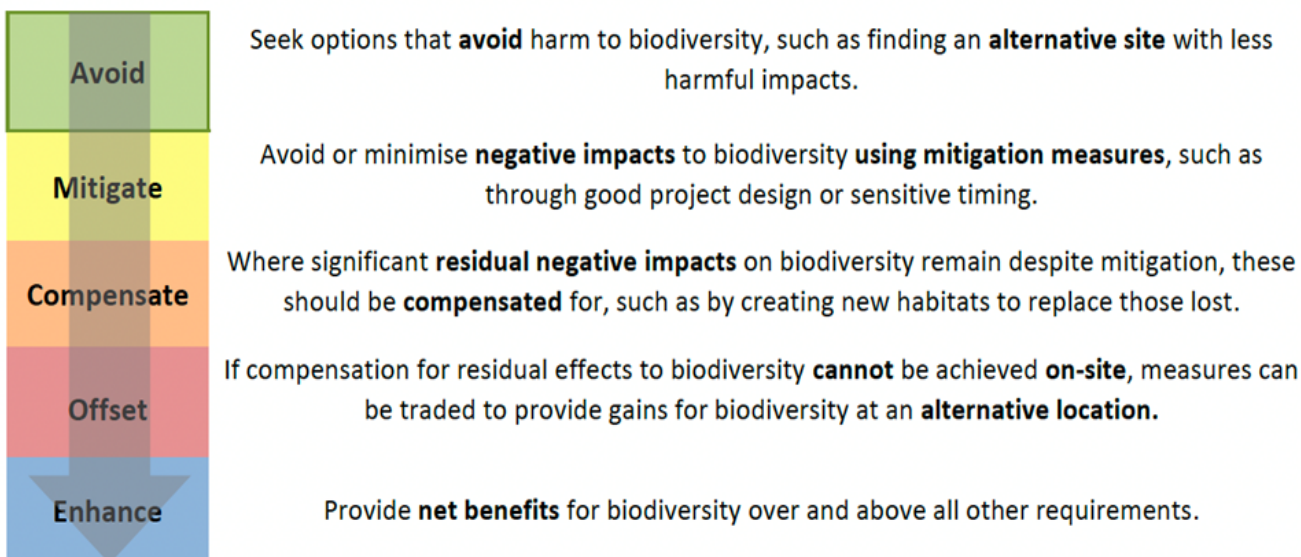 Avoid
Seek options that avoid harm to biodiversity, such as finding an alternative site with less
harmful impacts.
Mitigate
Avoid or minimise negative impacts to biodiversity using mitigation measures, such as
through good project design or sensitive timing.
Compensate
Where significant residual negative impacts on biodiversity remain despite mitigation, these
should be compensated for, such as by creating new habitats to replace those lost.
Offset
If compensation for residual effects to biodiversity cannot be achieved on-site, measures can
be traded to provide gains for biodiversity at an alternative location.
Enhance
Provide net benefits for biodiversity over and above all other requirements.